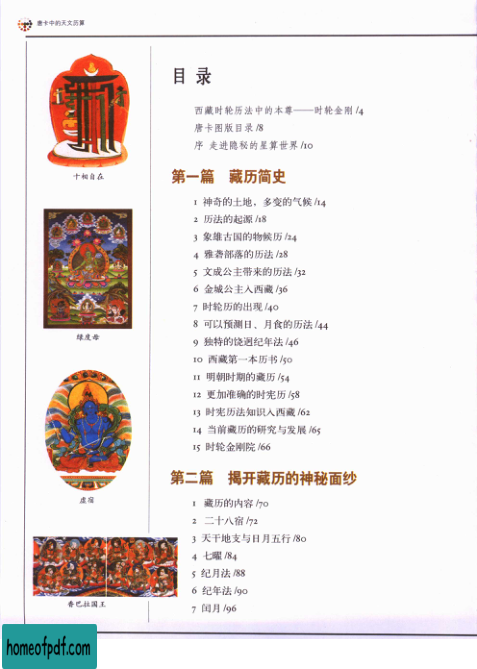 唐卡中的天文历算
目 录
西藏时轮历法中的本尊——时轮金刚 /4
唐卡图版目录 /8
序 走进隐秘的星算世界 /10
第一篇 藏历简史
1 神奇的土地，多变的气候 /14
2 历法的起源 /18
3 象雄古国的物候历 /24
4 雅砻部落的历法 /28
5 文成公主带来的历法 /32
6 金城公主入西藏 /36
7 时轮历的出现 /40
8 可以预测日、月食的历法 /44
9 独特的饶迥纪年法 /46
10 西藏第一本历书 /50
11 明朝时期的藏历 /54
12 更加准确的时宪历 /58
13 时宪历法知识入西藏 /62
14 当前藏历的研究与发展 /65
15 时轮金刚院 /66
第二篇 揭开藏历的神秘面纱
1 藏历的内容 /70
2 二十八宿 /72
3 天干地支与日月五行 /80
4 七曜 /84
5 纪月法 /88
6 纪年法 /90
7 闰月 /96
十相自在
绿度母
虚宿
香巴拉国王
homeofpdf.com